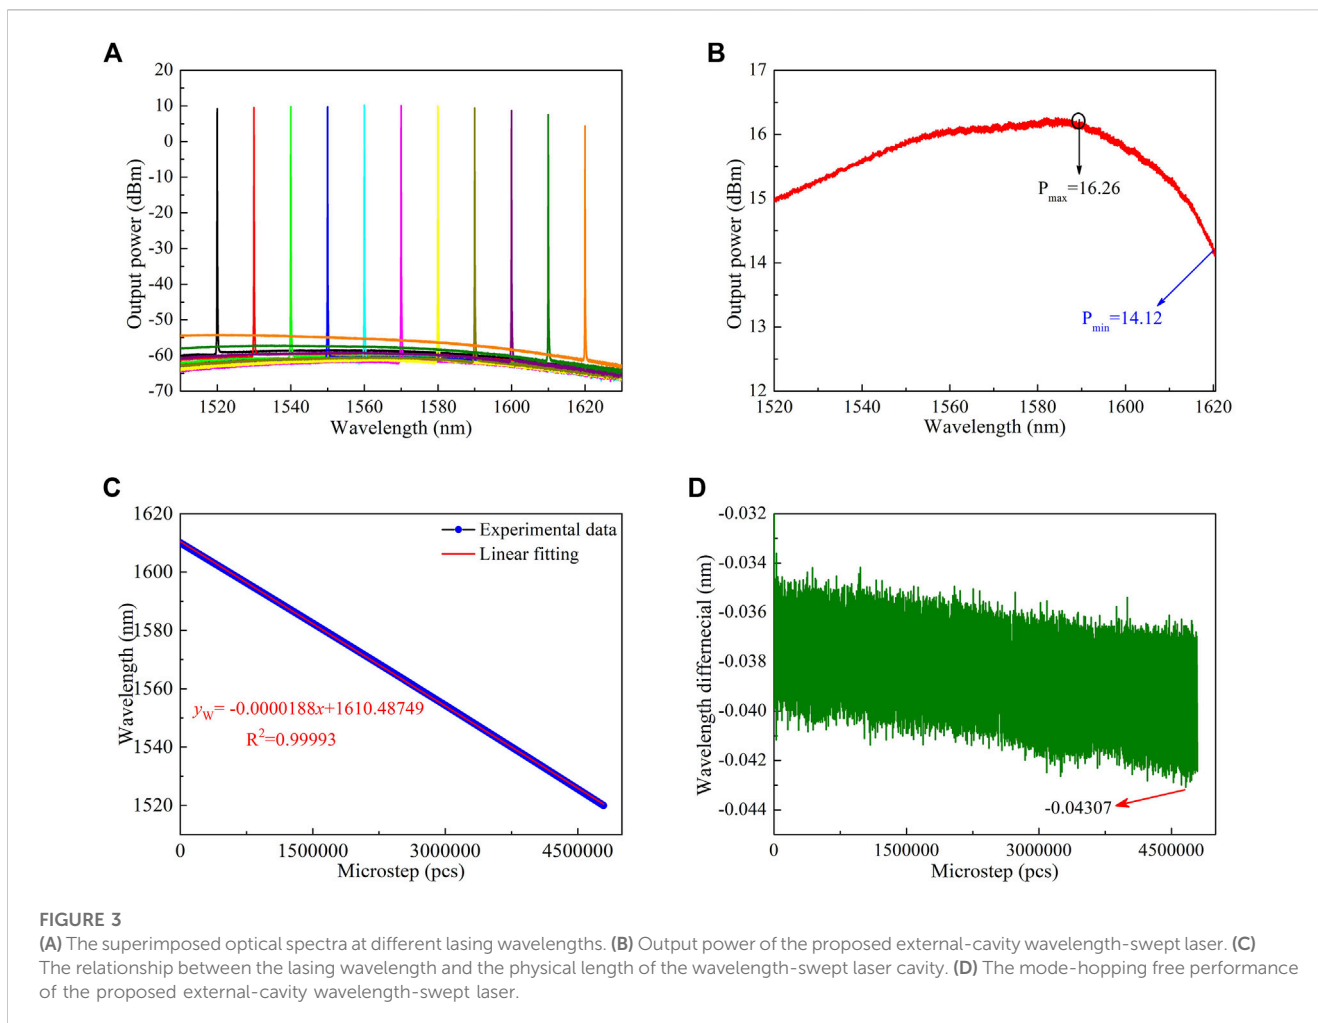 A
20
10
0
-10
-20
-30
-40
-50
-60
-70
Output power (dBm)
1520 1540 1560 1580 1600 1620
Wavelength (nm)
B
17
16
15
14
13
12
Output power (dBm)
Pmax=16.26
Pmin=14.12
1520 1540 1560 1580 1600 1620
Wavelength (nm)
C
1620
1600
1580
1560
1540
1520
Wavelength (nm)
Experimental data
Linear fitting
yW= -0.0000188x+1610.48749
R2=0.99993
0 1500000 3000000 4500000
Microstep (pcs)
D
-0.032
-0.034
-0.036
-0.038
-0.040
-0.042
-0.044
Wavelength differnecial (nm)
-0.04307
0 1500000 3000000 4500000
Microstep (pcs)
FIGURE 3
(A) The superimposed optical spectra at different lasing wavelengths. (B) Output power of the proposed external-cavity wavelength-swept laser. (C)
The relationship between the lasing wavelength and the physical length of the wavelength-swept laser cavity. (D) The mode-hopping free performance
of the proposed external-cavity wavelength-swept laser.